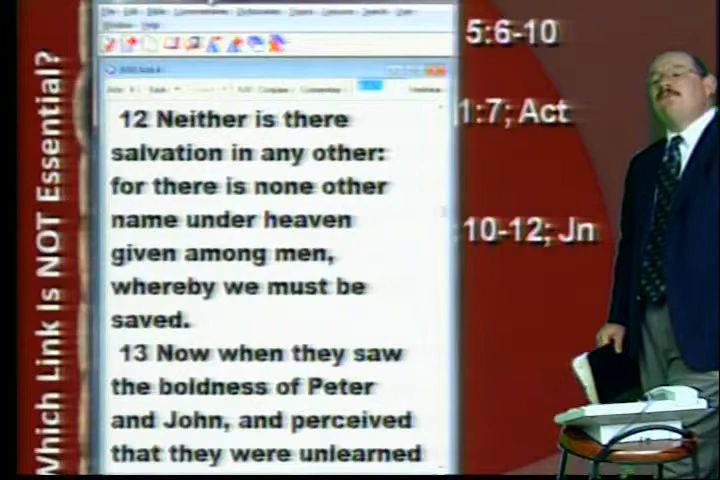 Which Link Is NOT Essential?
12 Neither is there
salvation in any other:
for there is none other
name under heaven
given among men,
whereby we must be
saved.
13 Now when they saw
the boldness of Peter
and John, and perceived
that they were unlearned
5:6-10
1:7; Act
10-12; Jn